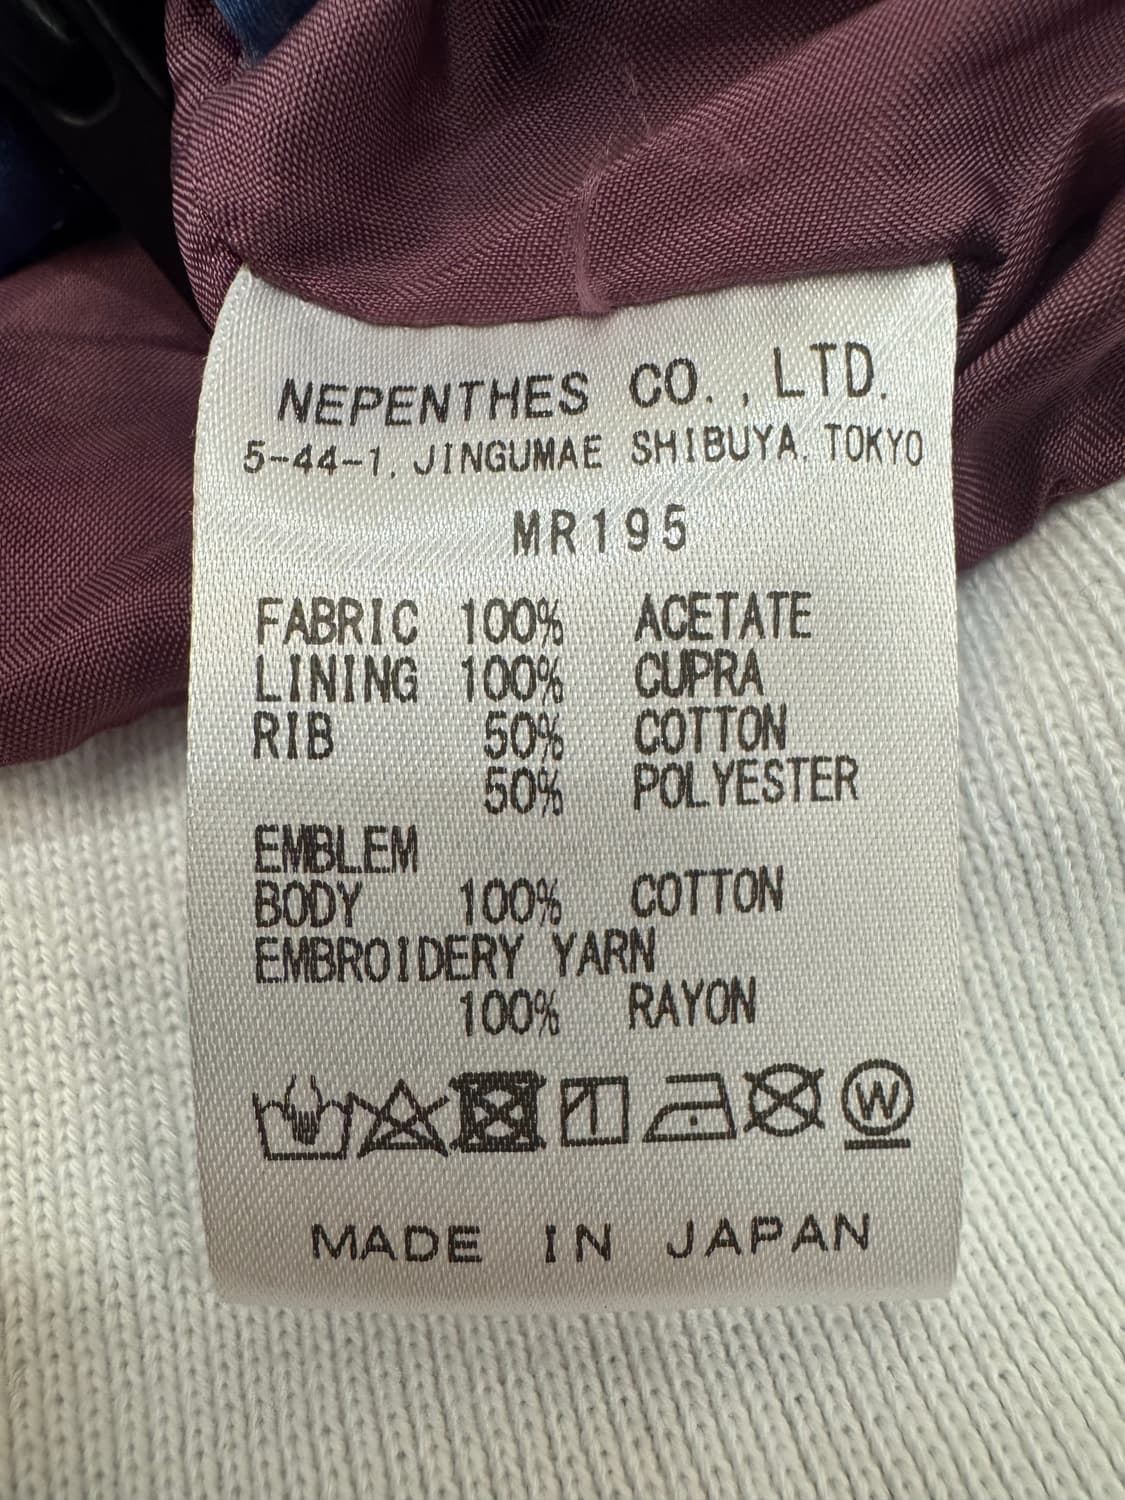 NEPENTHES CO., LTD.
5-44-1, JINGUMAE SHIBUYA, TOKYO
MR195
FABRIC 100% ACETATE
LINING 100% CUPRA
RIB 50% COTTON
50% POLYESTER
EMBLEM
BODY 100% COTTON
EMBROIDERY YARN
100% RAYON
W
MADE IN JAPAN